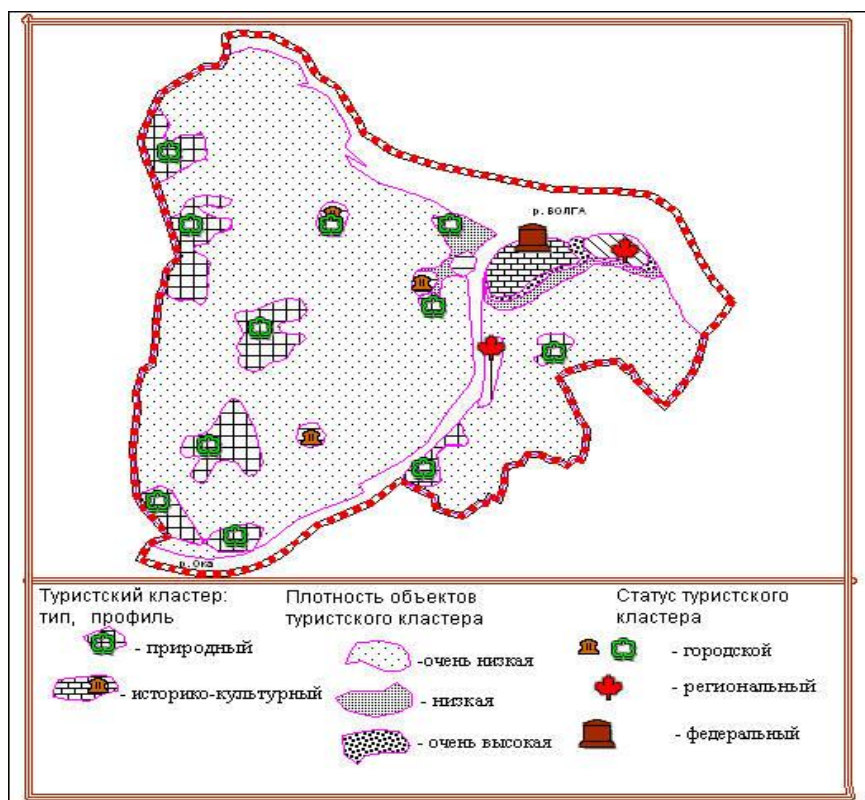 р. ВОЛГА
р. Ока
Туристский кластер:
тип, профиль
- природный
- историко-культурный
Плотность объектов
туристского кластера
-очень низкая
- низкая
- очень высокая
Статус туристского
кластера
- городской
- региональный
- федеральный